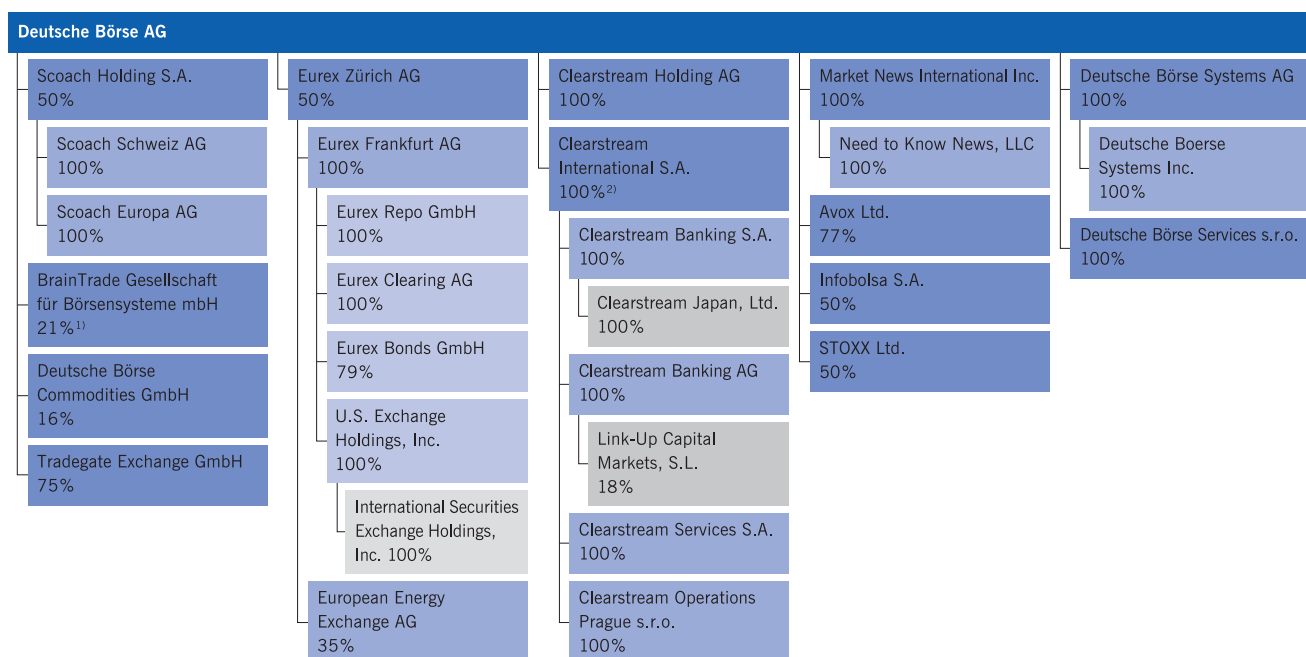 Deutsche Börse AG
Scoach Holding S.A.
50%
Scoach Schweiz AG
100%
Scoach Europa AG
100%
BrainTrade Gesellschaft
für Börsensysteme mbH
21%1)
Deutsche Börse
Commodities GmbH
16%
Tradegate Exchange GmbH
75%
Eurex Zürich AG
50%
Eurex Frankfurt AG
100%
Eurex Repo GmbH
100%
Eurex Clearing AG
100%
Eurex Bonds GmbH
79%
U.S. Exchange
Holdings, Inc.
100%
International Securities
Exchange Holdings,
Inc. 100%
European Energy
Exchange AG
35%
Clearstream Holding AG
100%
Clearstream
International S.A.
100%2)
Clearstream Banking S.A.
100%
Clearstream Japan, Ltd.
100%
Clearstream Banking AG
100%
Link-Up Capital
Markets, S.L.
18%
Clearstream Services S.A.
100%
Clearstream Operations
Prague s.r.o.
100%
Market News International Inc.
100%
Need to Know News, LLC
100%
Avox Ltd.
77%
Infobolsa S.A.
50%
STOXX Ltd.
50%
Deutsche Börse Systems AG
100%
Deutsche Boerse
Systems Inc.
100%
Deutsche Börse Services s.r.o.
100%